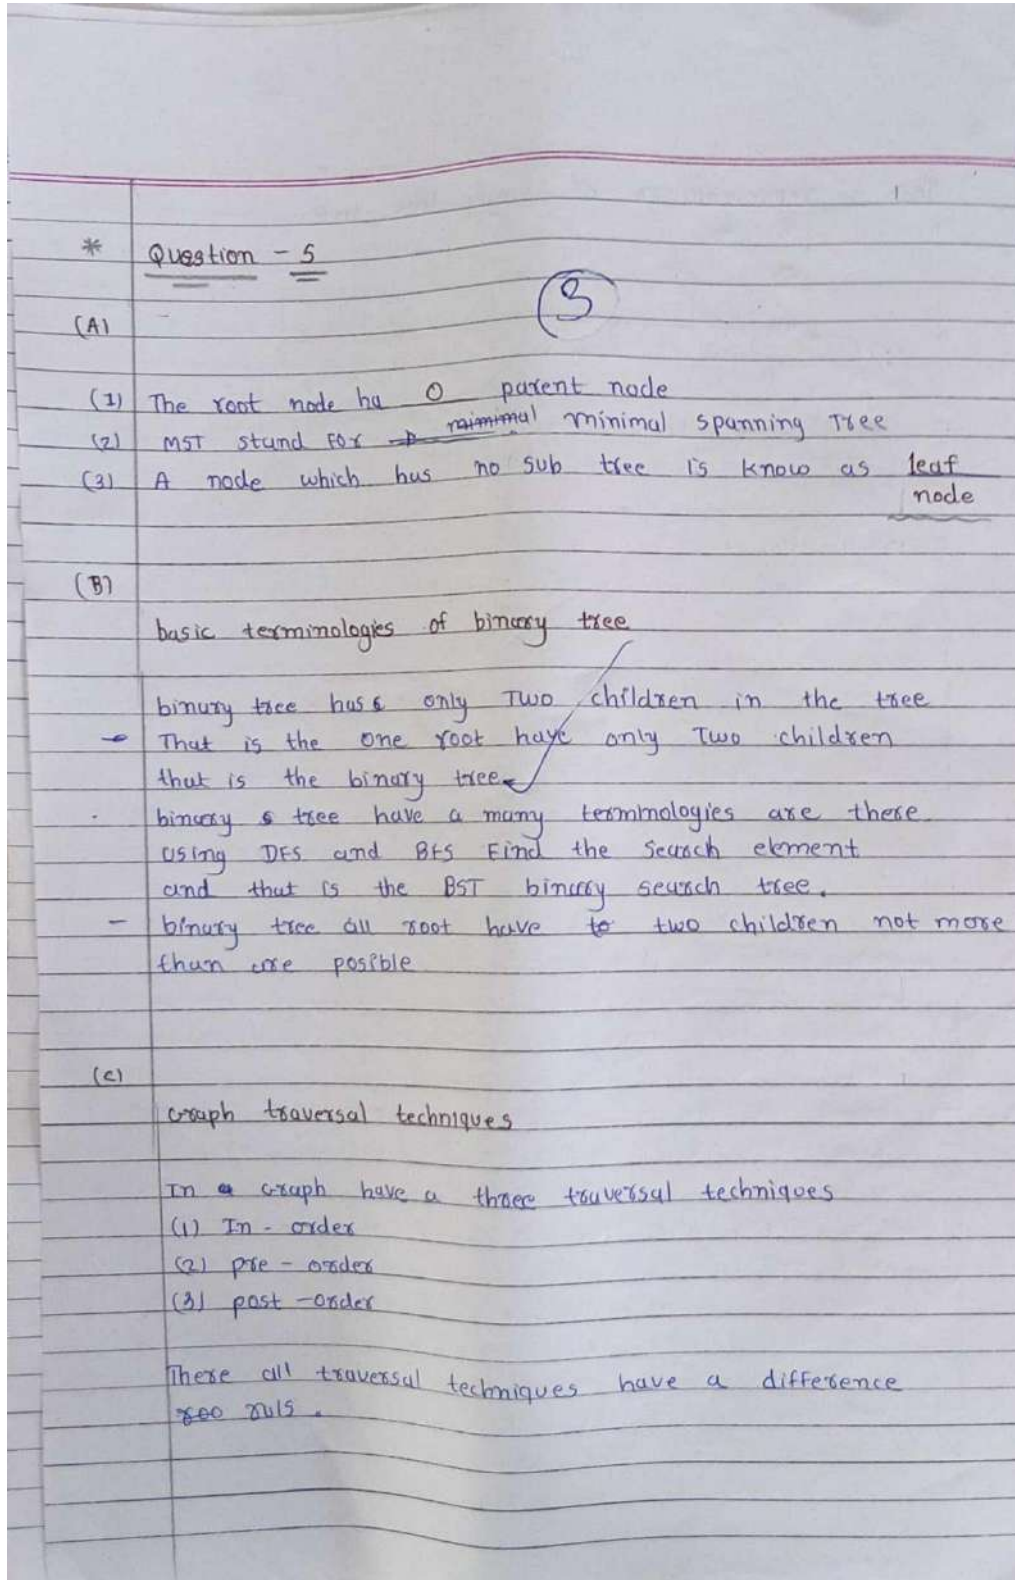 * Question - 5
3
(A)
(1) The root node ha 0 parent node
(2) MST stand For minimal minimal spanning Tree
(3) A node which has no sub tree is know as leaf
node
(B)
basic terminologies of binary tree
binary tree has only Two children in the tree
- That is the one root have only Two children
that is the binary tree
binary tree have a many terminologies are there
using DFS and BFS Find the search element
and that is the BST binary search tree.
- binary tree all root have to two children not more
than are posible
(C)
Graph traversal techniques
In a Graph have a three traversal techniques
(1) In - order
(2) pre - order
(3) post - order
There all traversal techniques have a difference
ruls.